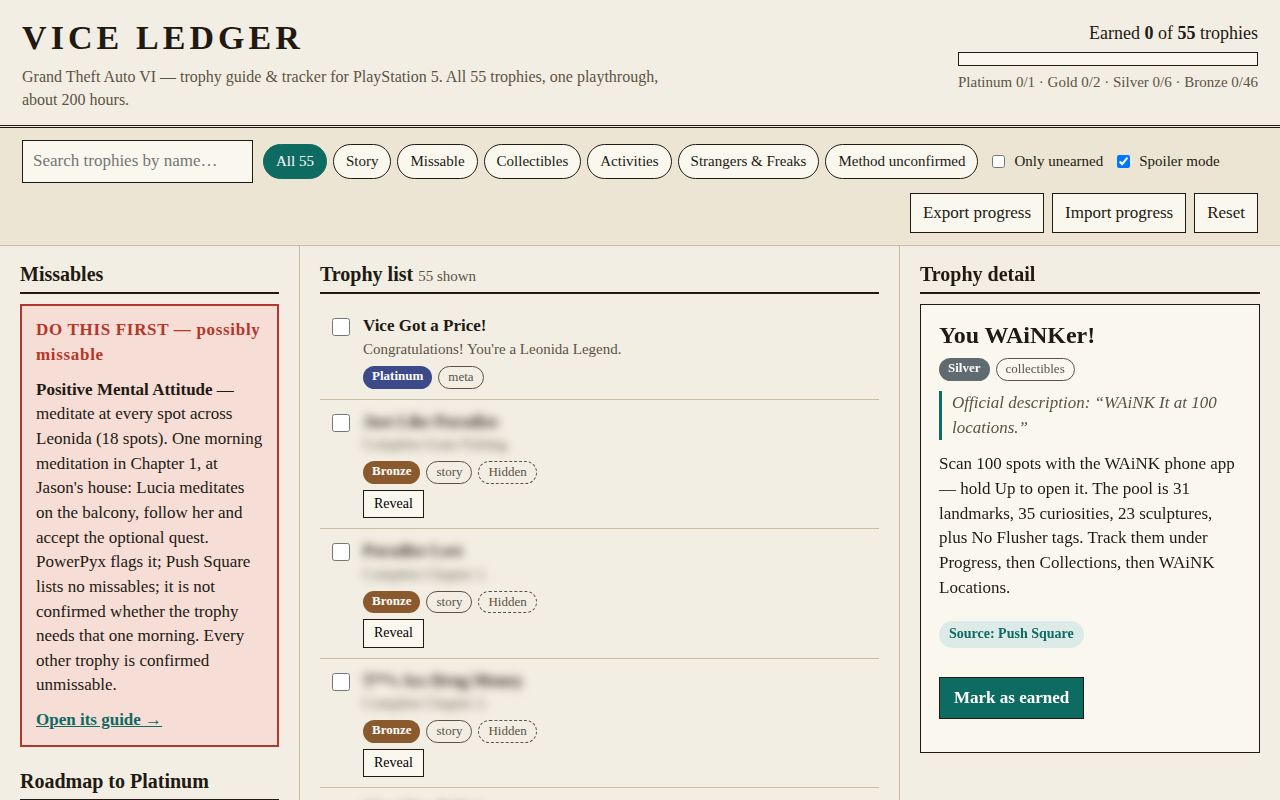 VICE LEDGER
Grand Theft Auto VI — trophy guide & tracker for PlayStation 5. All 55 trophies, one playthrough,
about 200 hours.
Earned 0 of 55 trophies
Platinum 0/1 · Gold 0/2 · Silver 0/6 · Bronze 0/46
Search trophies by name…
All 55
Story
Missable
Collectibles
Activities
Strangers & Freaks
Method unconfirmed
Only unearned
Spoiler mode
Export progress
Import progress
Reset
Missables
DO THIS FIRST — possibly
missable
Positive Mental Attitude —
meditate at every spot across
Leonida (18 spots). One morning
meditation in Chapter 1, at
Jason's house: Lucia meditates
on the balcony, follow her and
accept the optional quest.
PowerPyx flags it; Push Square
lists no missables; it is not
confirmed whether the trophy
needs that one morning. Every
other trophy is confirmed
unmissable.
Open its guide →
Roadmap to Platinum
Trophy list 55 shown
Vice Got a Price!
Congratulations! You're a Leonida Legend.
Platinum
meta
Bronze
story
Hidden
Reveal
Bronze
story
Hidden
Reveal
Bronze
story
Hidden
Reveal
Trophy detail
You WAiNKer!
Silver
collectibles
Official description: “WAiNK It at 100
locations.”
Scan 100 spots with the WAiNK phone app
— hold Up to open it. The pool is 31
landmarks, 35 curiosities, 23 sculptures,
plus No Flusher tags. Track them under
Progress, then Collections, then WAiNK
Locations.
Source: Push Square
Mark as earned